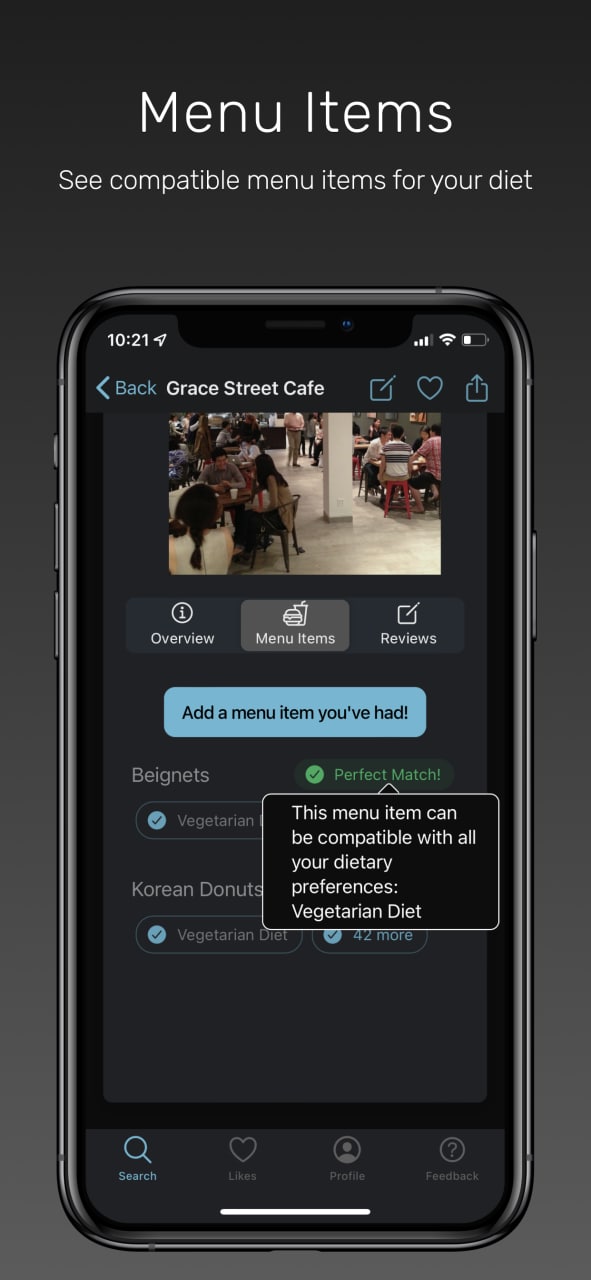 Menu Items
See compatible menu items for your diet
10:21
Back Grace Street Cafe
Overview Menu Items Reviews
Add a menu item you've had!
Beignets Perfect Match!
Vegetarian
This menu item can
be compatible with all
your dietary
preferences:
Vegetarian Diet
Korean Donuts
Vegetarian Diet 42 more
Search Likes Profile Feedback